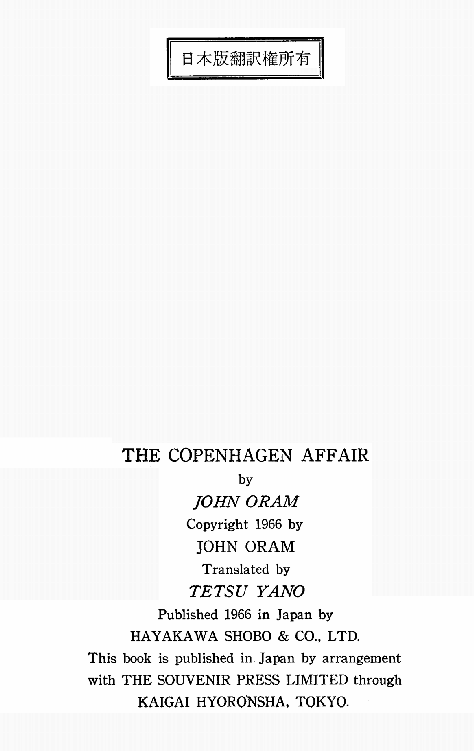 日本版翻訳権所有
THE COPENHAGEN AFFAIR
by
JOHN ORAM
Copyright 1966 by
JOHN ORAM
Translated by
TETSU YANO
Published 1966 in Japan by
HAYAKAWA SHOBO & CO., LTD.
This book is published in Japan by arrangement
with THE SOUVENIR PRESS LIMITED through
KAIGAI HYORONSHA, TOKYO.